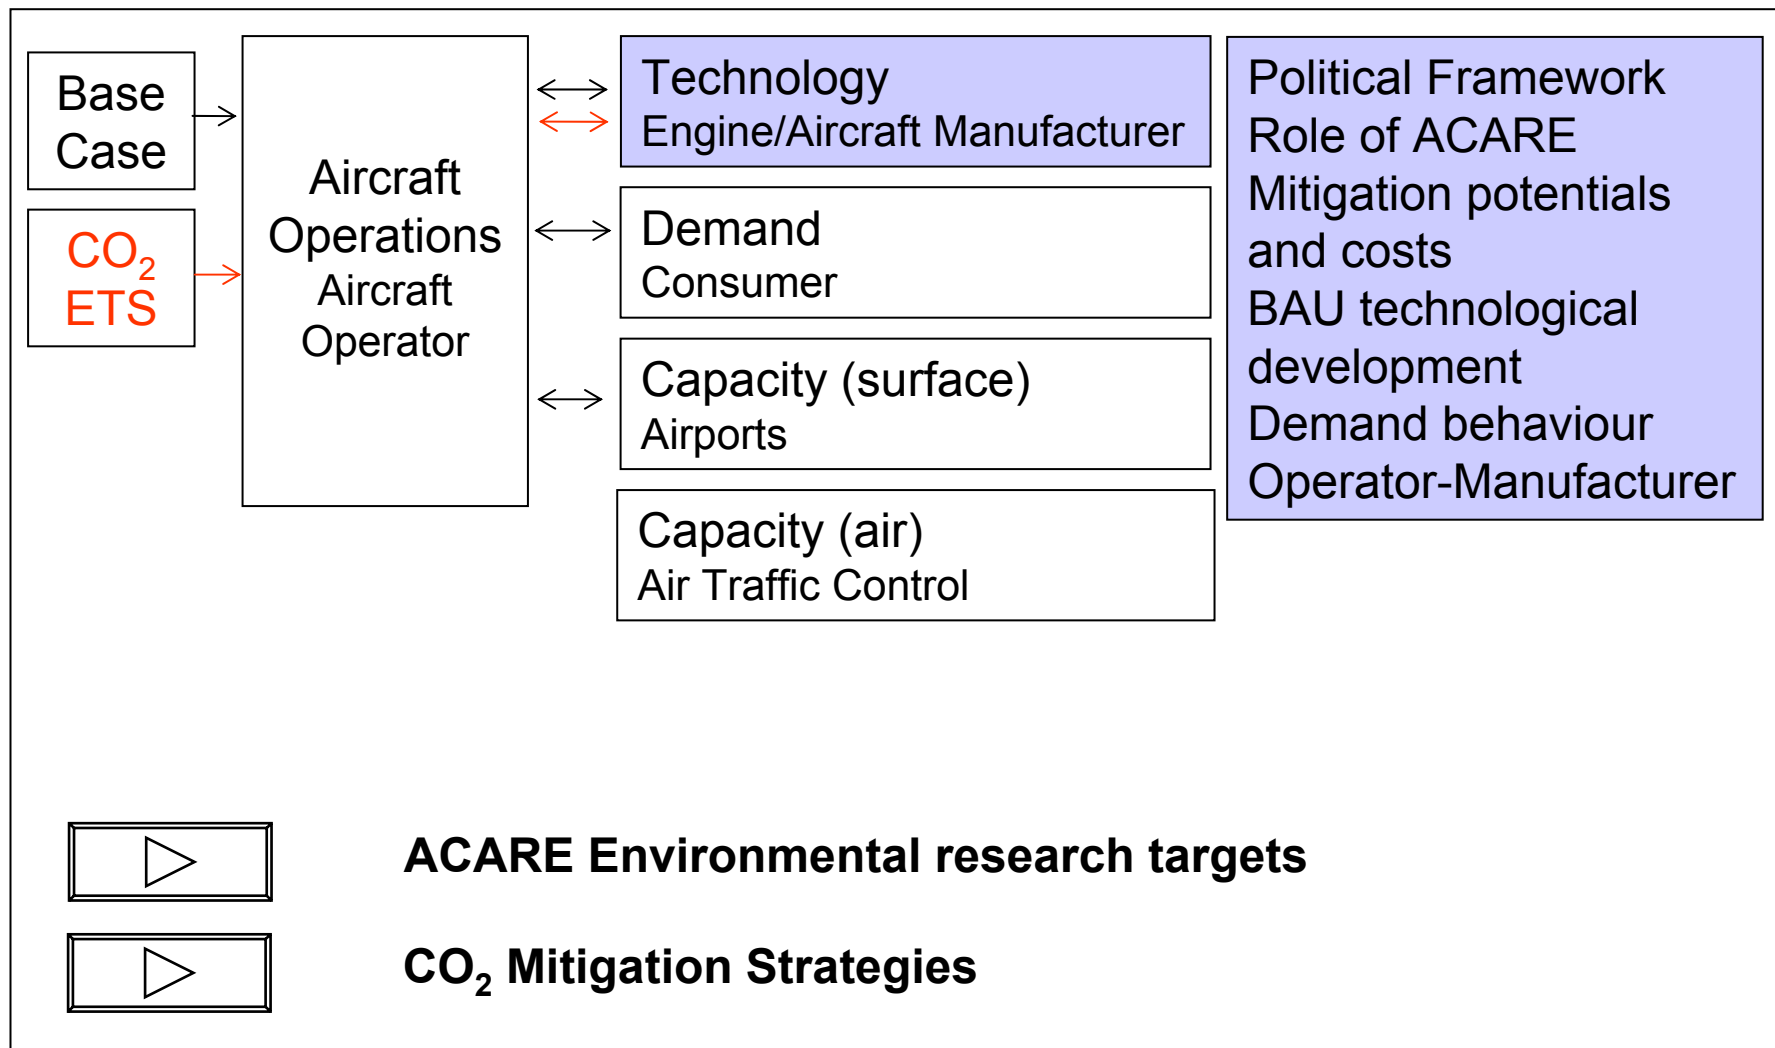 Base
Case
CO₂
ETS
Aircraft
Operations
Aircraft
Operator
Technology
Engine/Aircraft Manufacturer
Demand
Consumer
Capacity (surface)
Airports
Capacity (air)
Air Traffic Control
Political Framework
Role of ACARE
Mitigation potentials
and costs
BAU technological
development
Demand behaviour
Operator-Manufacturer
ACARE Environmental research targets
CO₂ Mitigation Strategies